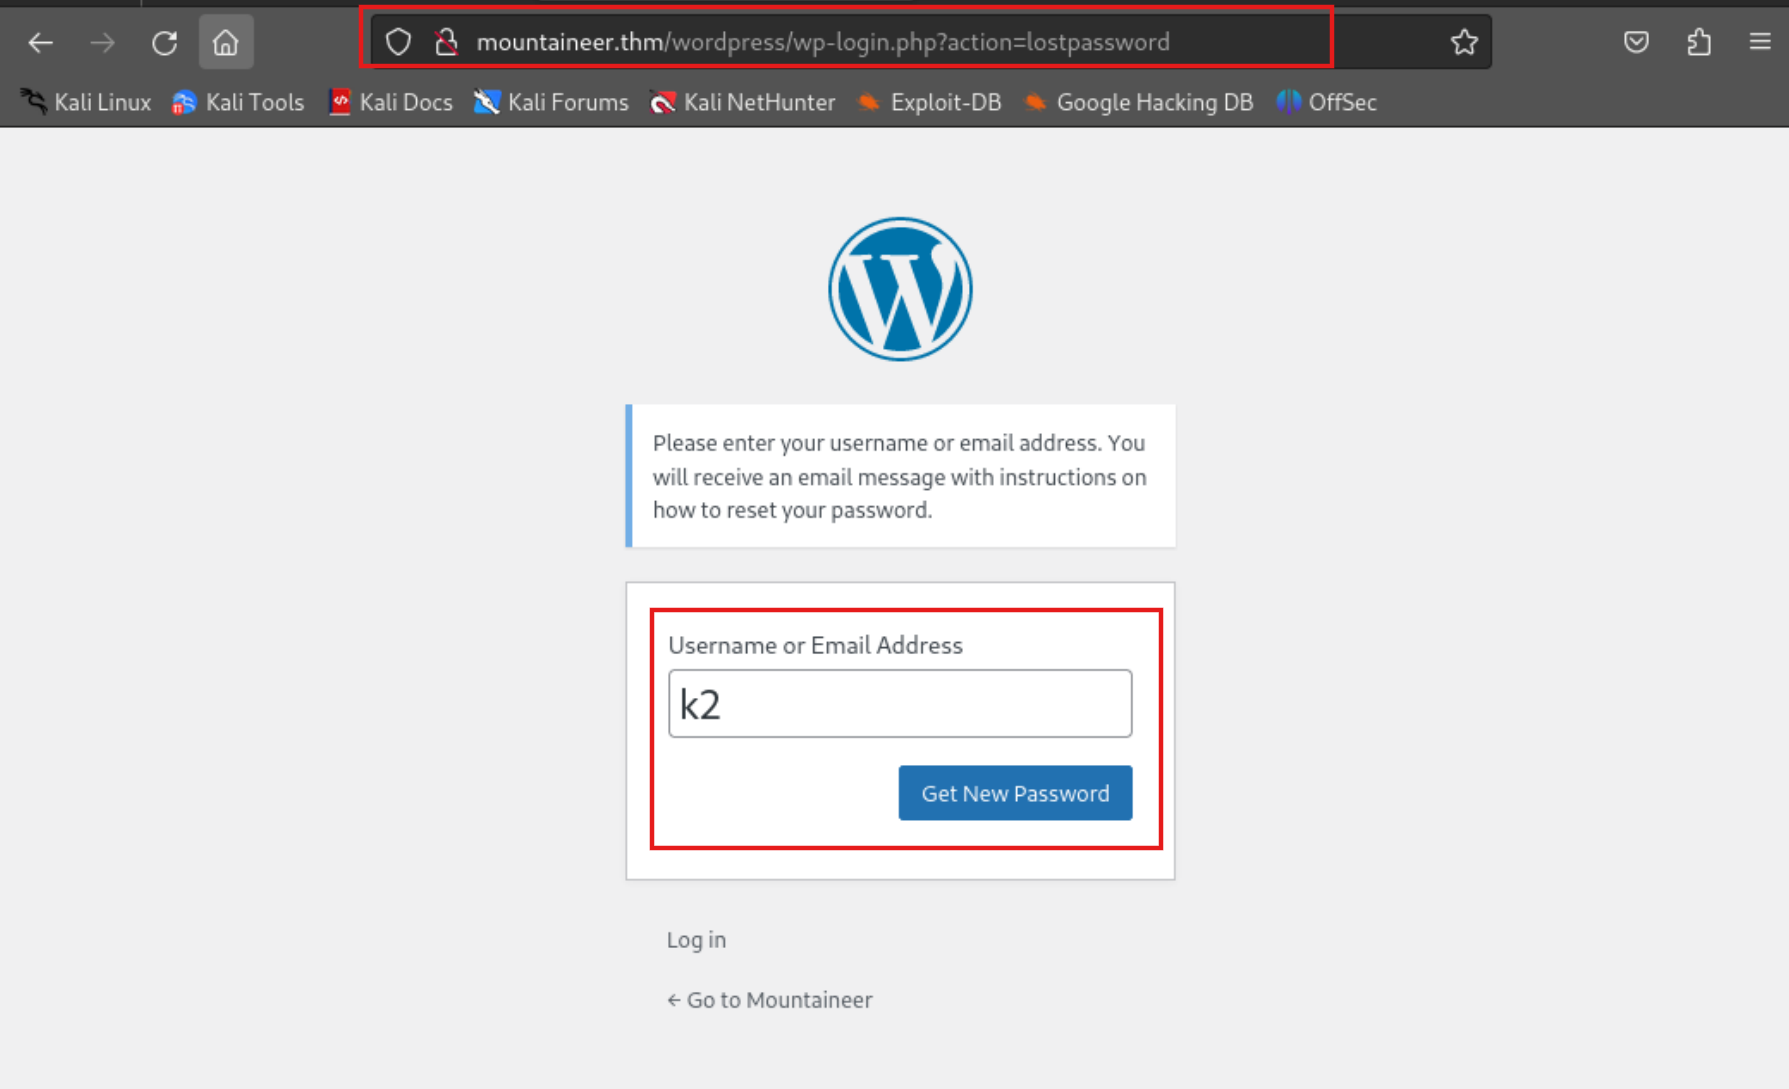 mountaineer.thm/wordpress/wp-login.php?action=lostpassword
Kali Linux Kali Tools Kali Docs Kali Forums Kali NetHunter Exploit-DB Google Hacking DB OffSec
Please enter your username or email address. You
will receive an email message with instructions on
how to reset your password.
Username or Email Address
k2
Get New Password
Log in
← Go to Mountaineer